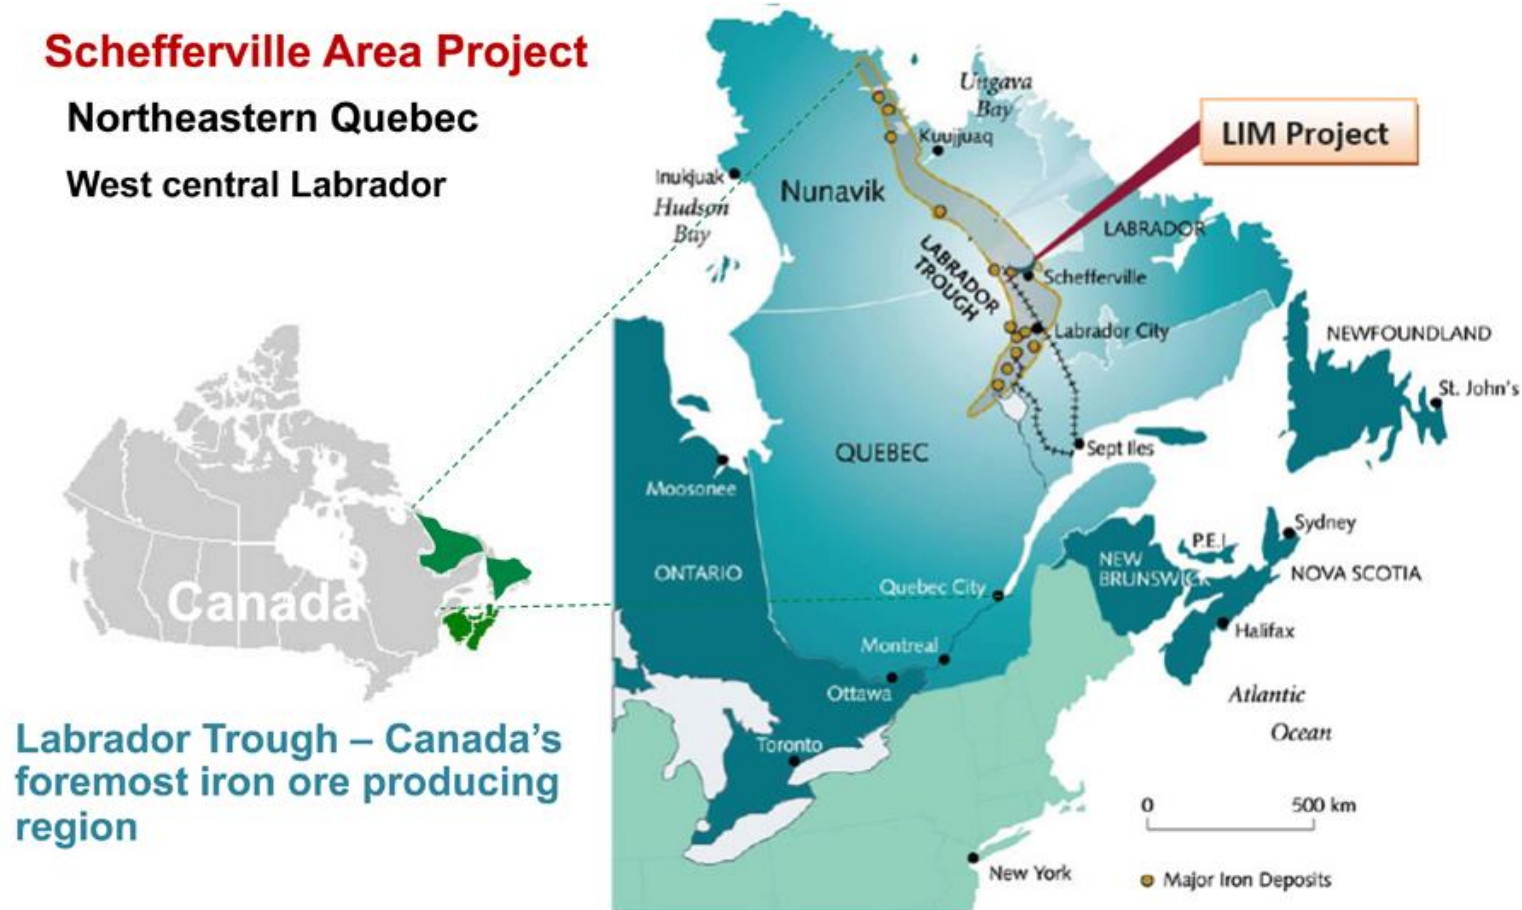 Schefferville Area Project
Northeastern Quebec
West central Labrador
Canada
Labrador Trough – Canada's
foremost iron ore producing
region
Ungava
Bay
Kuujjuaq
LIM Project
Inukjuak
Hudson
Bay
Nunavik
LABRADOR
LABRADOR
TROUGH
Schefferville
Labrador City
NEWFOUNDLAND
St. John's
QUEBEC
Sept Iles
Moosonee
ONTARIO
Sydney
P.E.I.
NEW
BRUNSWICK
NOVA SCOTIA
Quebec City
Halifax
Montreal
Ottawa
Atlantic
Ocean
Toronto
0 500 km
New York
Major Iron Deposits